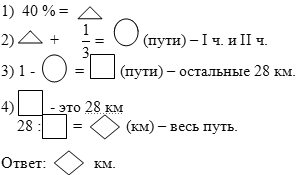 1) 40 % = △
2) △ + 1/3 = ○ (пути) – I ч. и II ч.
3) 1 - ○ = □ (пути) – остальные 28 км.
4) □ - это 28 км
28 : □ = ◇ (км) – весь путь.
Ответ: ◇ км.